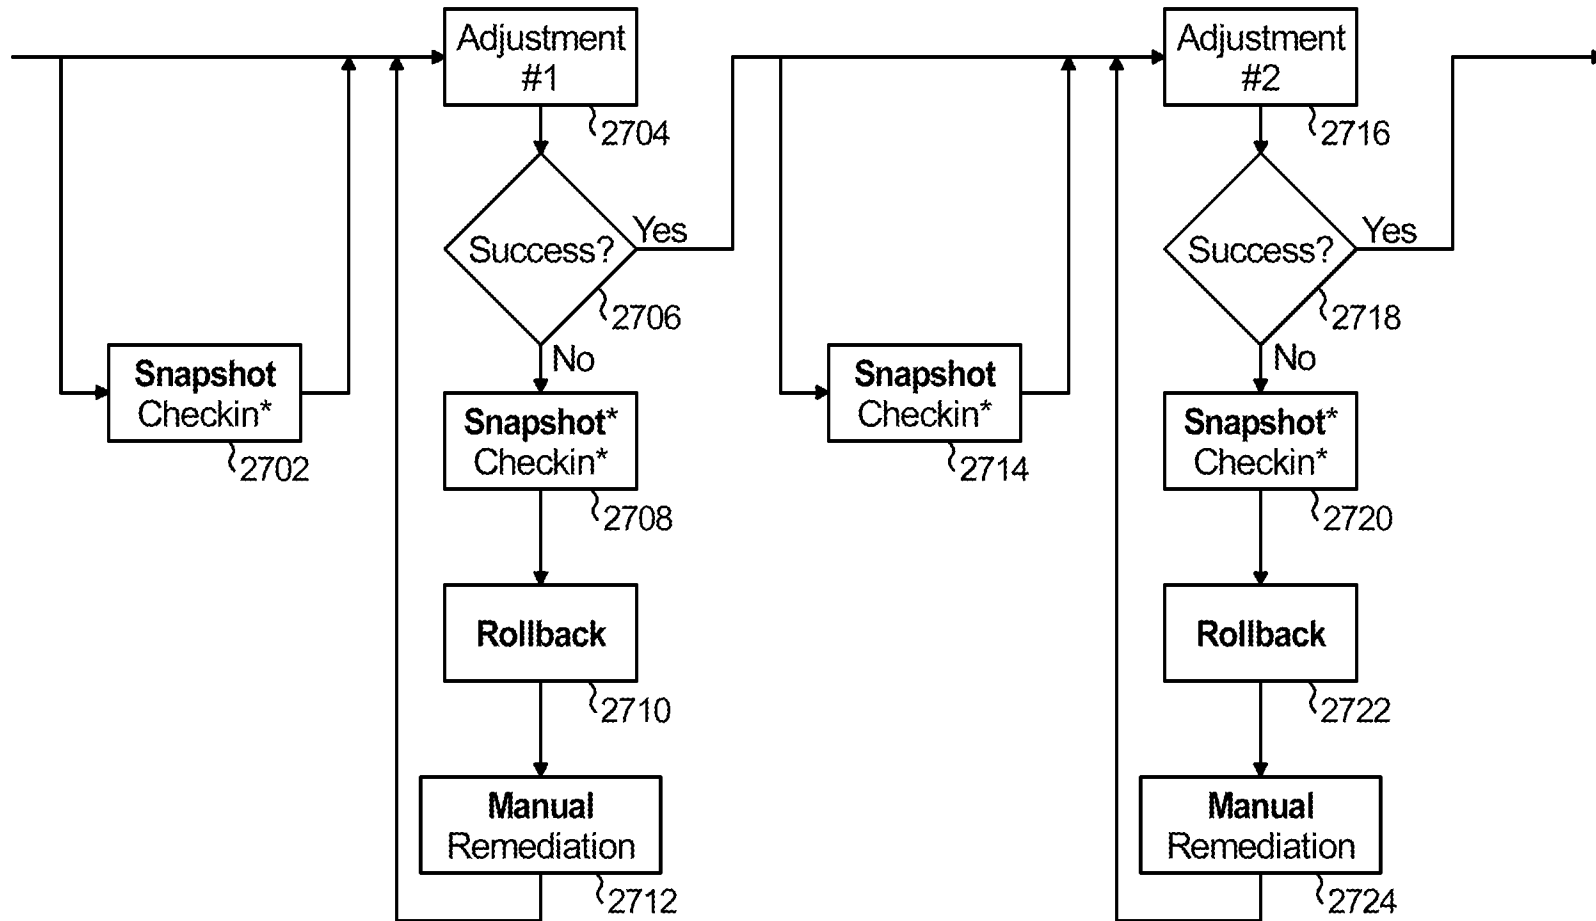 Adjustment
#1
2704
Success?
Yes
2706
No
Snapshot
Checkin*
2702
Snapshot*
Checkin*
2708
Rollback
2710
Manual
Remediation
2712
Adjustment
#2
2716
Success?
Yes
2718
No
Snapshot
Checkin*
2714
Snapshot*
Checkin*
2720
Rollback
2722
Manual
Remediation
2724